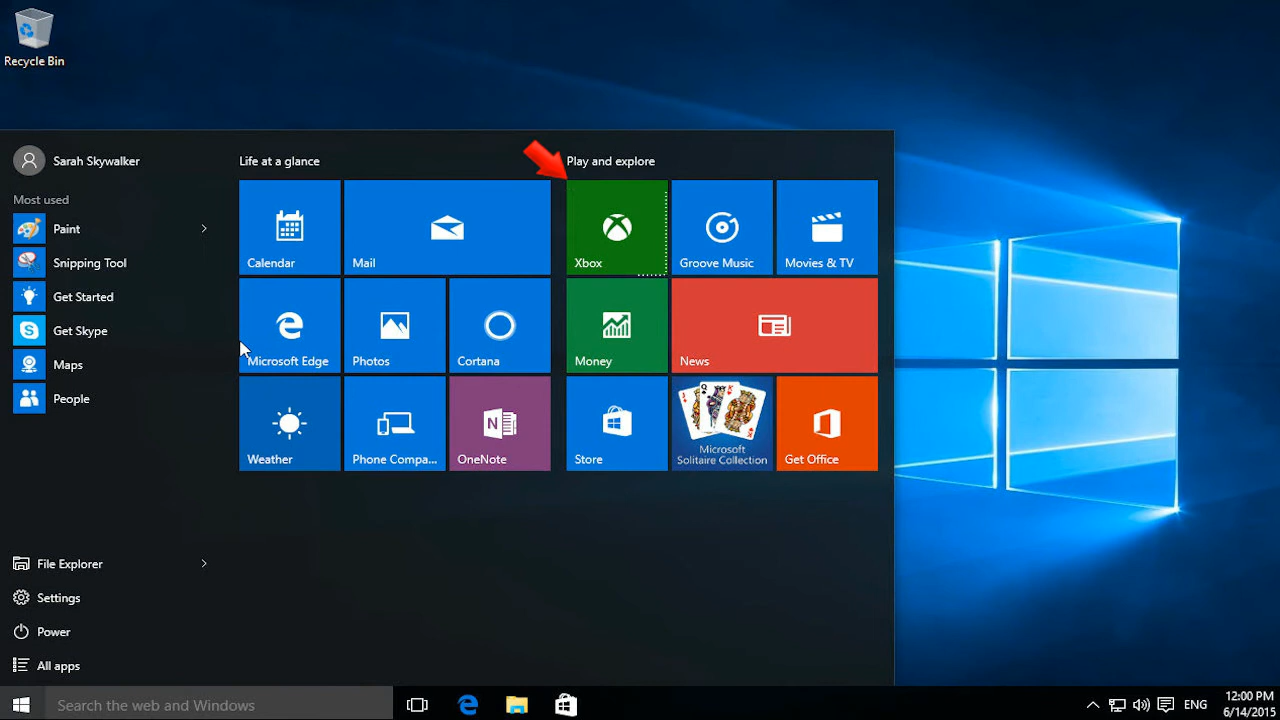 Recycle Bin
Sarah Skywalker
Most used
Paint
Snipping Tool
Get Started
Get Skype
Maps
People
File Explorer
Settings
Power
All apps
Life at a glance
Calendar
Mail
Microsoft Edge
Photos
Cortana
Weather
Phone Compa...
OneNote
Play and explore
Xbox
Groove Music
Movies & TV
Money
News
Store
Microsoft
Solitaire Collection
Get Office
Search the web and Windows
ENG
12:00 PM
6/14/2015